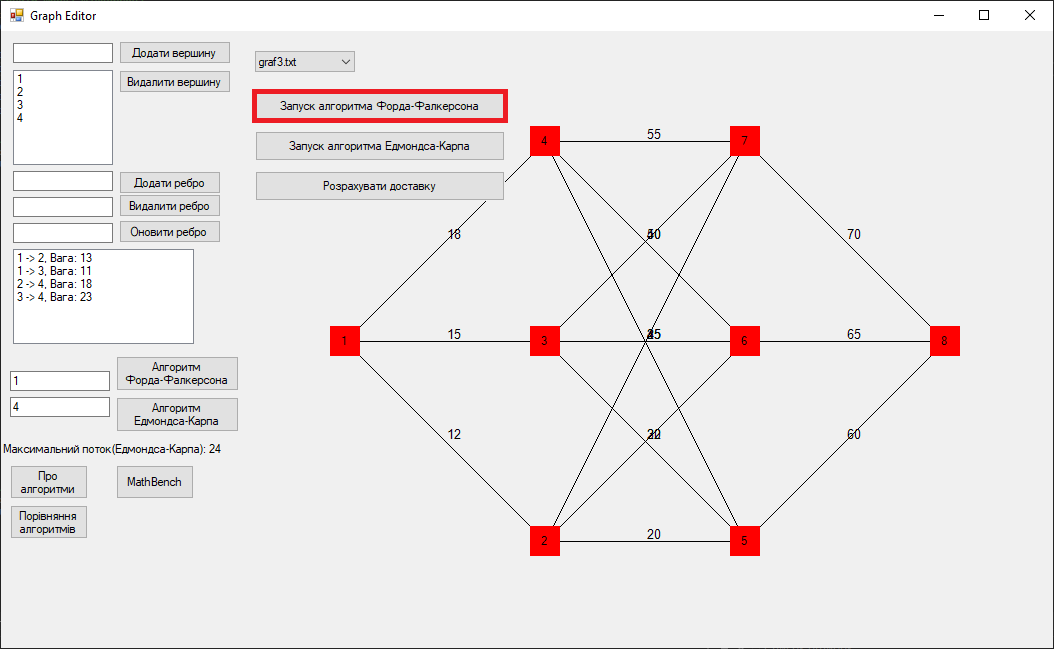 Graph Editor
Додати вершину
Видалити вершину
1
2
3
4
graf3.txt
Запуск алгоритма Форда-Фалкерсона
Запуск алгоритма Едмондса-Карпа
Розрахувати доставку
Додати ребро
Видалити ребро
Оновити ребро
1 -> 2, Вага: 13
1 -> 3, Вага: 11
2 -> 4, Вага: 18
3 -> 4, Вага: 23
1
Алгоритм
Форда-Фалкерсона
4
Алгоритм
Едмондса-Карпа
Максимальний поток(Едмондса-Карпа): 24
Про
алгоритми
MathBench
Порівняння
алгоритмів
4
55
7
18
70
1
15
3
6
65
8
12
60
2
20
5